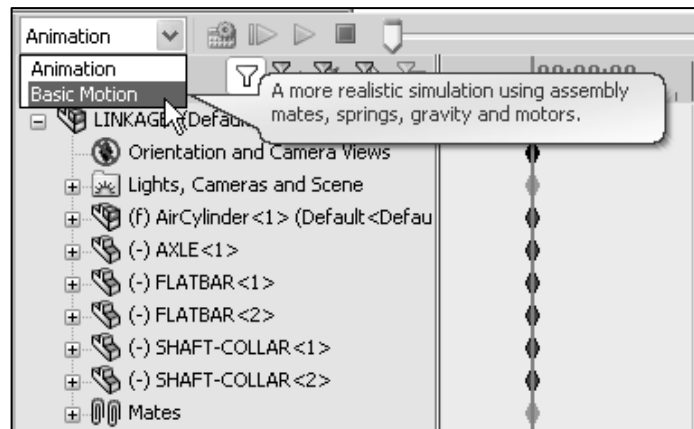 Animation
Animation
Basic Motion
A more realistic simulation using assembly
mates, springs, gravity and motors.
LINKAGE (Defau
Orientation and Camera Views
Lights, Cameras and Scene
(f) AirCylinder<1> (Default<Defau
(-) AXLE<1>
(-) FLATBAR<1>
(-) FLATBAR<2>
(-) SHAFT-COLLAR<1>
(-) SHAFT-COLLAR<2>
Mates